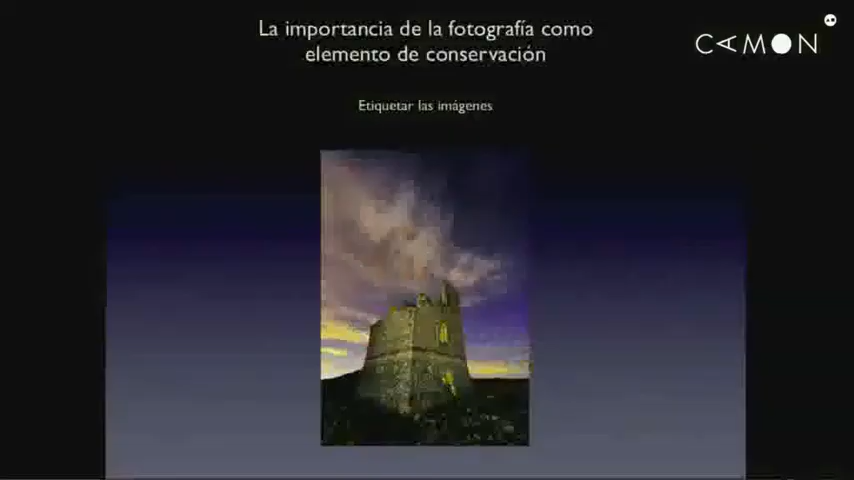 La importancia de la fotografía como
elemento de conservación
CAMON
Etiquetar las imágenes